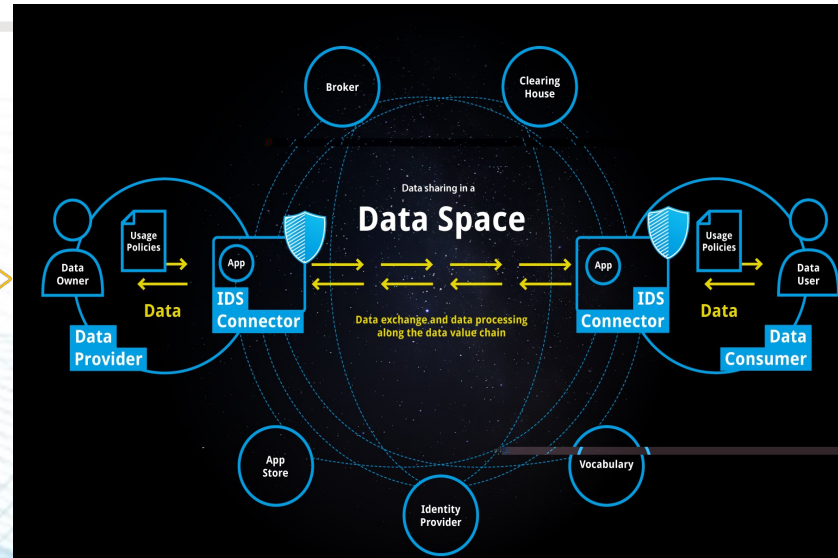 Broker
Clearing
House
Data sharing in a
Data Space
Usage
Policies
App
Data
Owner
Data
IDS
Connector
Data
Provider
Data exchange and data processing
along the data value chain
App
Usage
Policies
Data
User
IDS
Connector
Data
Data
Consumer
App
Store
Identity
Provider
Vocabulary